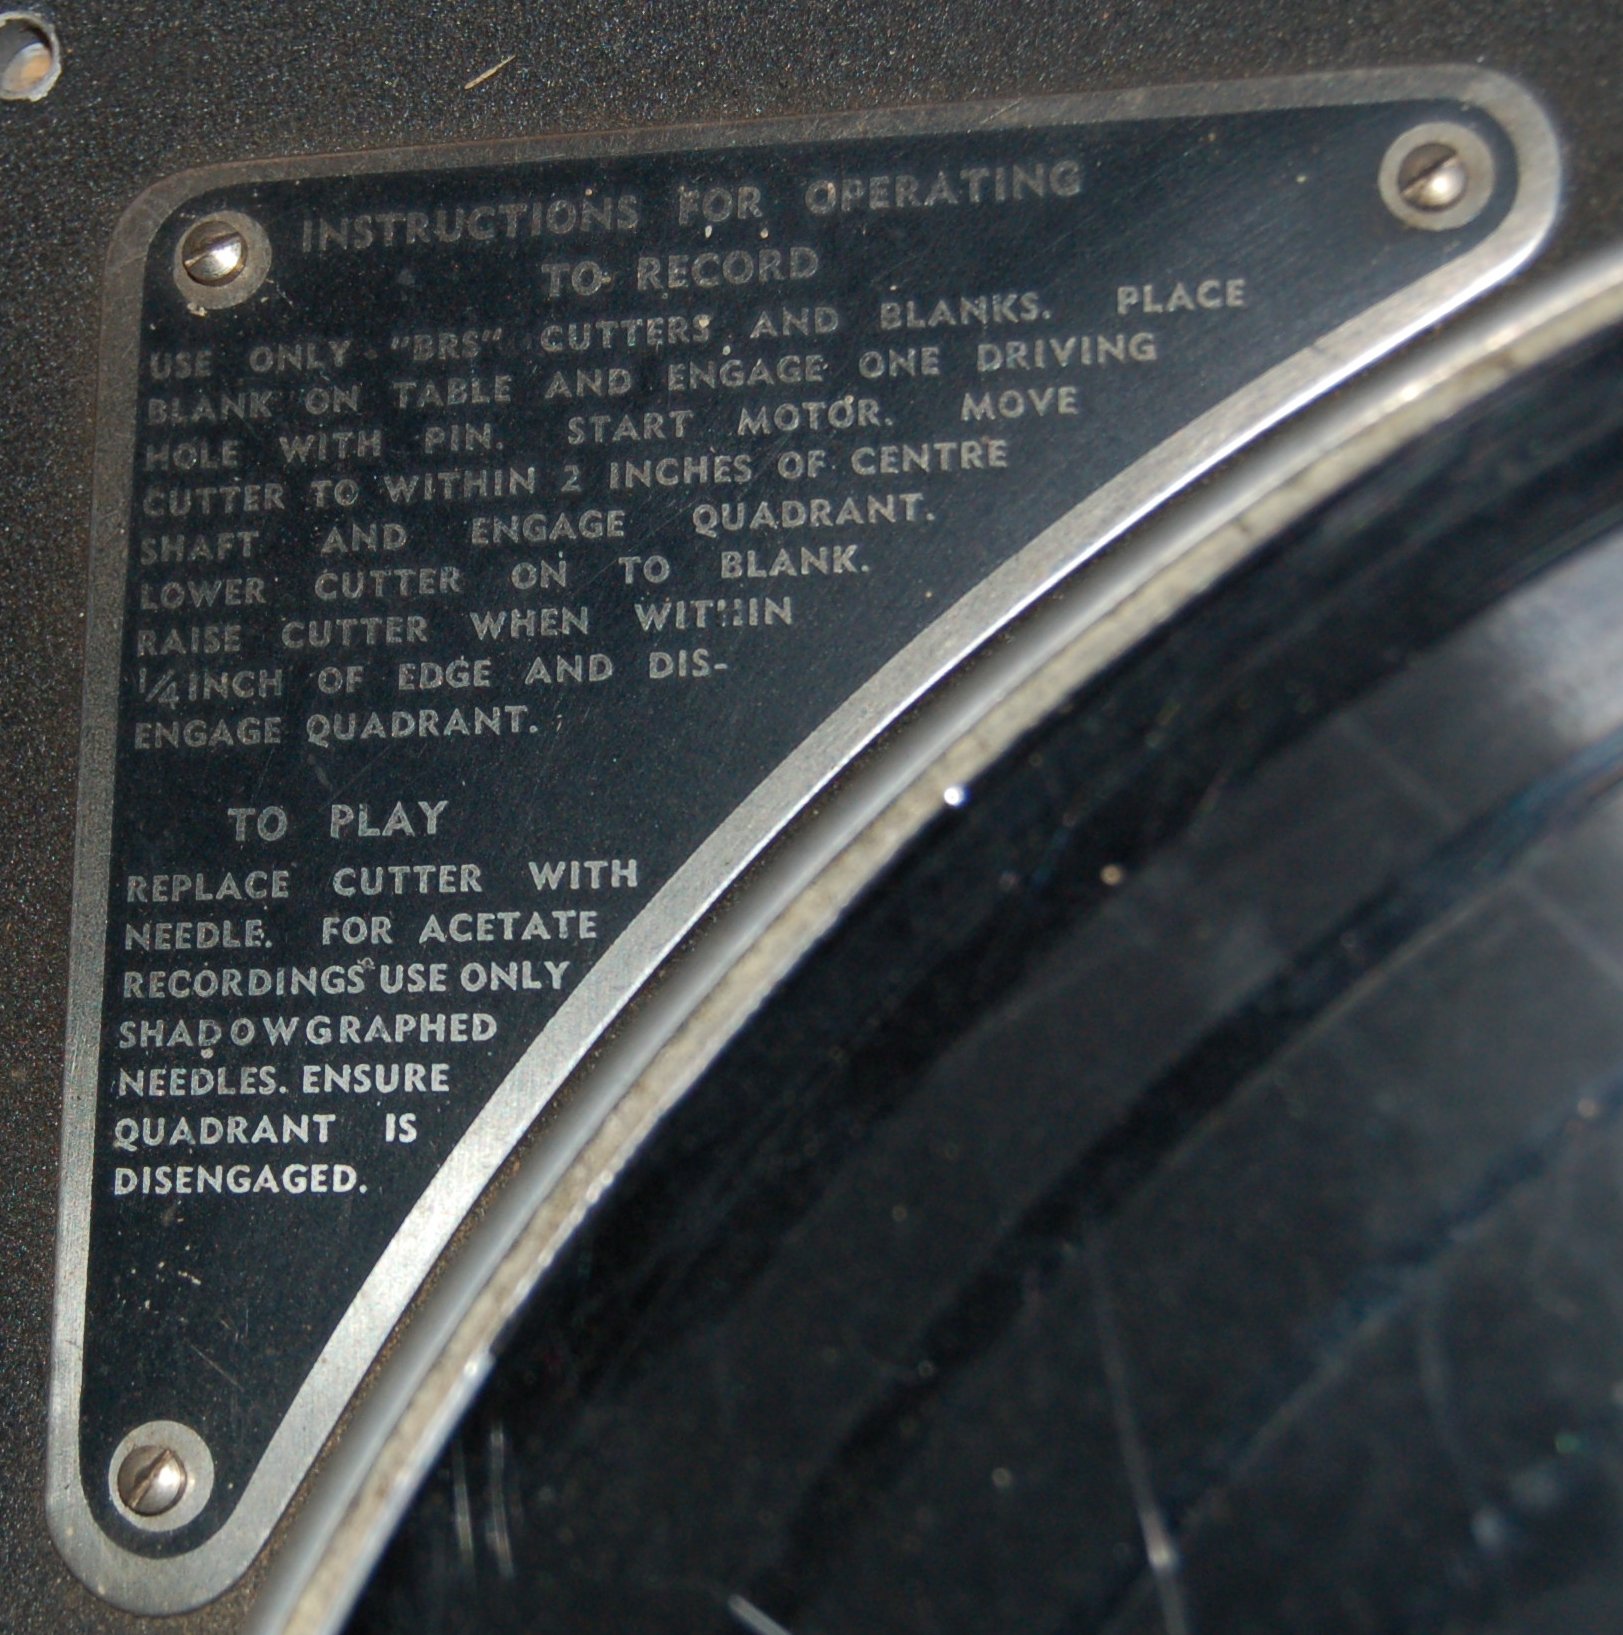 INSTRUCTIONS FOR OPERATING
TO RECORD
USE ONLY "BRS" CUTTERS AND BLANKS. PLACE
BLANK ON TABLE AND ENGAGE ONE DRIVING
HOLE WITH PIN. START MOTOR. MOVE
CUTTER TO WITHIN 2 INCHES OF CENTRE
SHAFT AND ENGAGE QUADRANT.
LOWER CUTTER ON TO BLANK.
RAISE CUTTER WHEN WITHIN
1/4 INCH OF EDGE AND DIS-
ENGAGE QUADRANT.
TO PLAY
REPLACE CUTTER WITH
NEEDLE. FOR ACETATE
RECORDINGS USE ONLY
SHADOWGRAPHED
NEEDLES. ENSURE
QUADRANT IS
DISENGAGED.